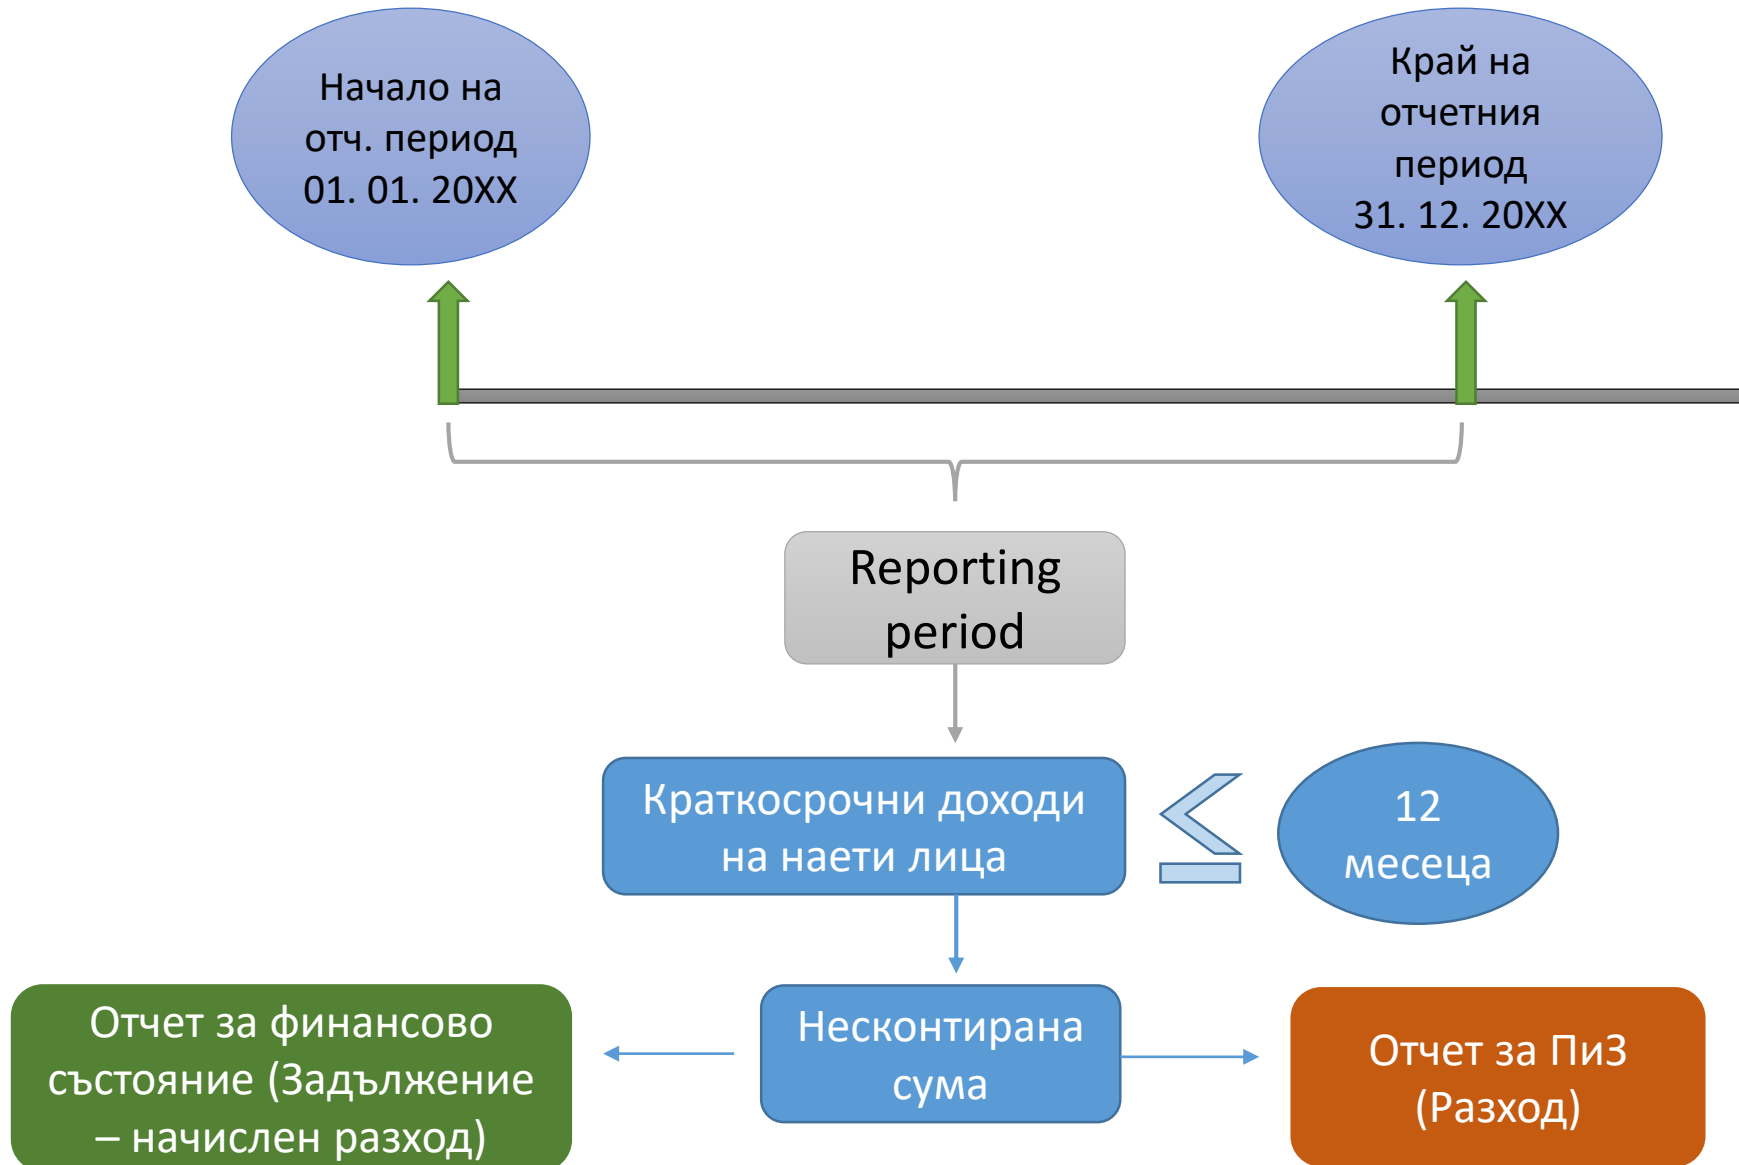 Начало на
отч. период
01. 01. 20XX
Край на
отчетния
период
31. 12. 20XX
Reporting
period
Краткосрочни доходи
на наети лица
≤
12
месеца
Отчет за финансово
състояние (Задължение
– начислен разход)
Несконтирана
сума
Отчет за ПиЗ
(Разход)